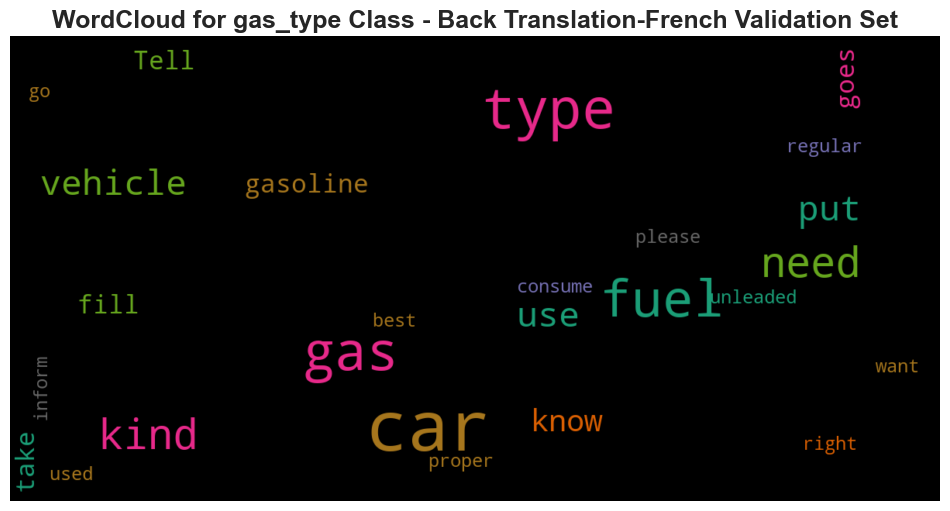 WordCloud for gas_type Class - Back Translation-French Validation Set
Tell
goes
go
type
regular
vehicle
gasoline
put
please
need
consume
fuel
unleaded
fill
use
best
gas
inform
want
car
know
kind
right
take
proper
used